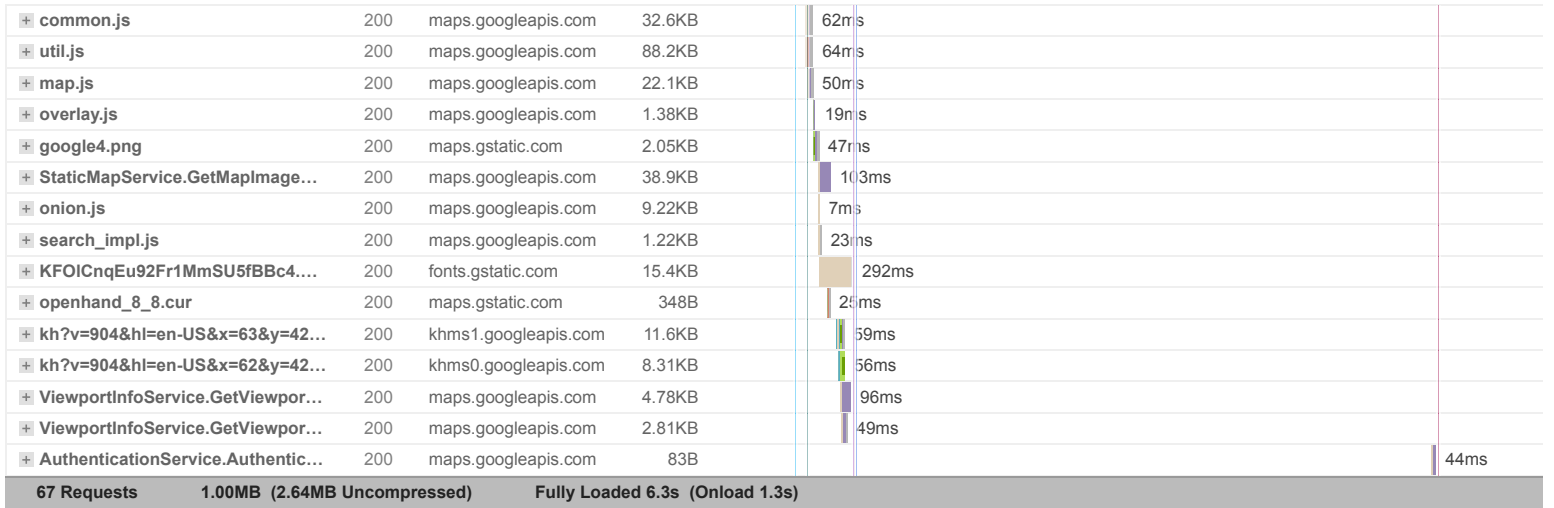 + common.js 200 maps.googleapis.com 32.6KB 62ms
+ util.js 200 maps.googleapis.com 88.2KB 64ms
+ map.js 200 maps.googleapis.com 22.1KB 50ms
+ overlay.js 200 maps.googleapis.com 1.38KB 19ms
+ google4.png 200 maps.gstatic.com 2.05KB 47ms
+ StaticMapService.GetMapImage… 200 maps.googleapis.com 38.9KB 103ms
+ onion.js 200 maps.googleapis.com 9.22KB 7ms
+ search_impl.js 200 maps.googleapis.com 1.22KB 23ms
+ KFOlCnqEu92Fr1MmSU5fBBc4.… 200 fonts.gstatic.com 15.4KB 292ms
+ openhand_8_8.cur 200 maps.gstatic.com 348B 25ms
+ kh?v=904&hl=en-US&x=63&y=42… 200 khms1.googleapis.com 11.6KB 59ms
+ kh?v=904&hl=en-US&x=62&y=42… 200 khms0.googleapis.com 8.31KB 56ms
+ ViewportInfoService.GetViewpor… 200 maps.googleapis.com 4.78KB 96ms
+ ViewportInfoService.GetViewpor… 200 maps.googleapis.com 2.81KB 49ms
+ AuthenticationService.Authentic… 200 maps.googleapis.com 83B 44ms
67 Requests 1.00MB (2.64MB Uncompressed) Fully Loaded 6.3s (Onload 1.3s)